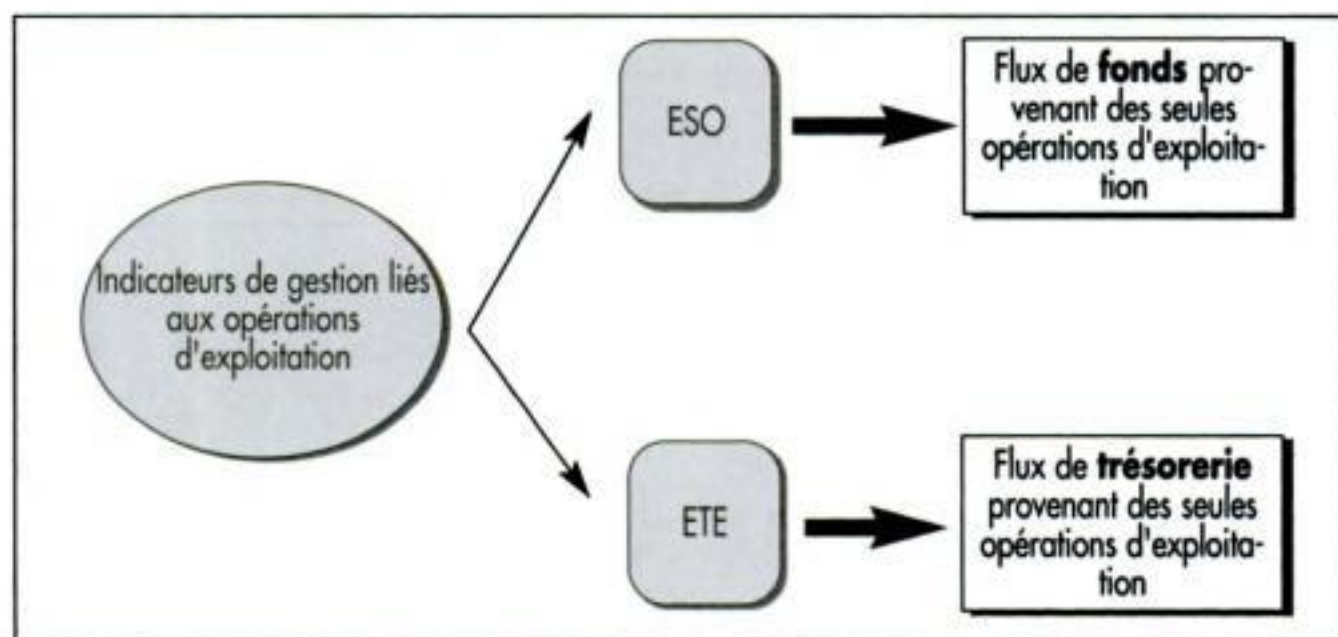 Indicateurs de gestion liés
aux opérations
d'exploitation
ESO
Flux de fonds pro-
venant des seules
opérations d'exploita-
tion
ETE
Flux de trésorerie
provenant des seules
opérations d'exploita-
tion